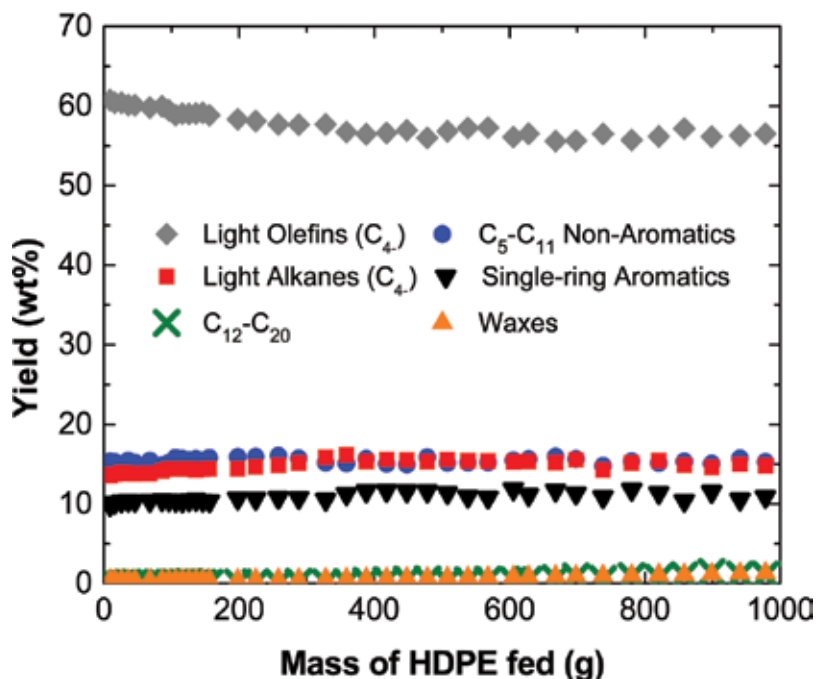 70
60
50
40
30
20
10
0
Yield (wt%)
Light Olefins (C₄₋)
C₅-C₁₁ Non-Aromatics
Light Alkanes (C₄₋)
Single-ring Aromatics
C₁₂-C₂₀
Waxes
0 200 400 600 800 1000
Mass of HDPE fed (g)